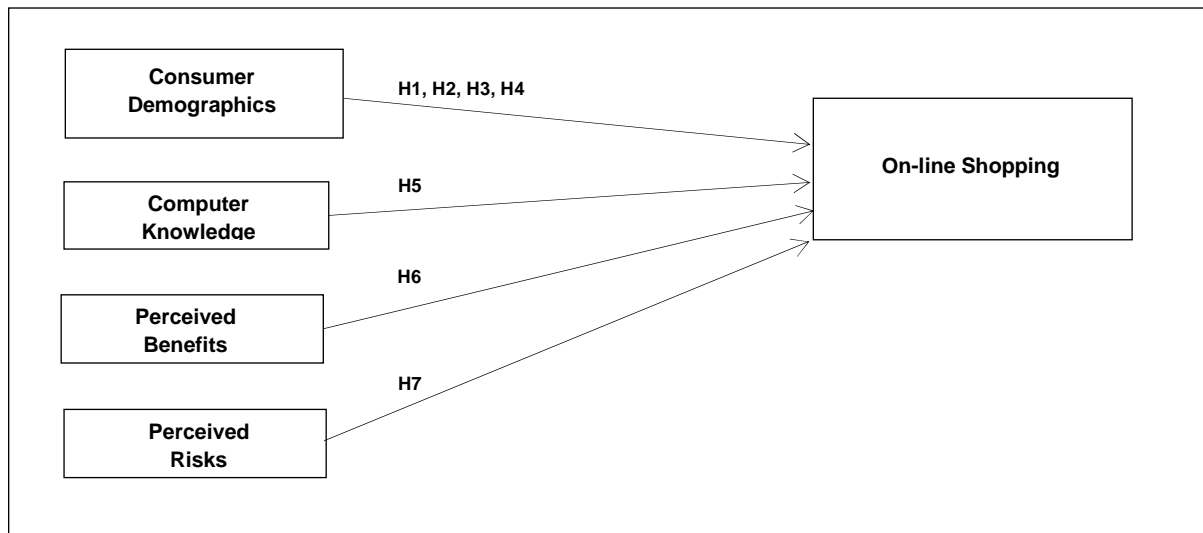 Consumer
Demographics
H1, H2, H3, H4
On-line Shopping
Computer
Knowledge
H5
Perceived
Benefits
H6
Perceived
Risks
H7